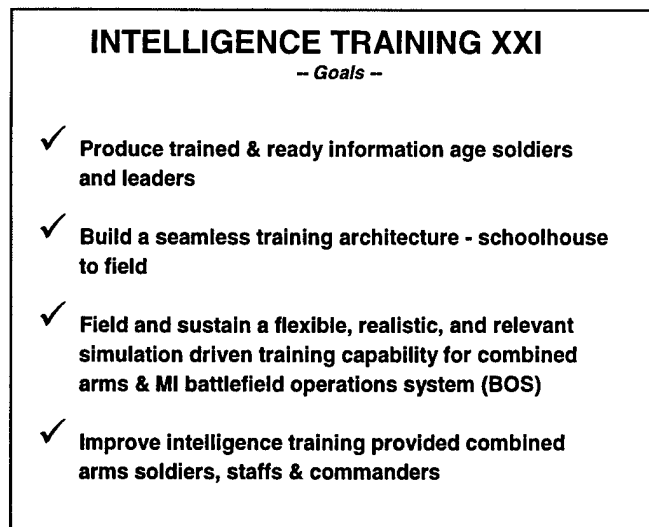 INTELLIGENCE TRAINING XXI
-- Goals --
✓ Produce trained & ready information age soldiers
and leaders
✓ Build a seamless training architecture - schoolhouse
to field
✓ Field and sustain a flexible, realistic, and relevant
simulation driven training capability for combined
arms & MI battlefield operations system (BOS)
✓ Improve intelligence training provided combined
arms soldiers, staffs & commanders